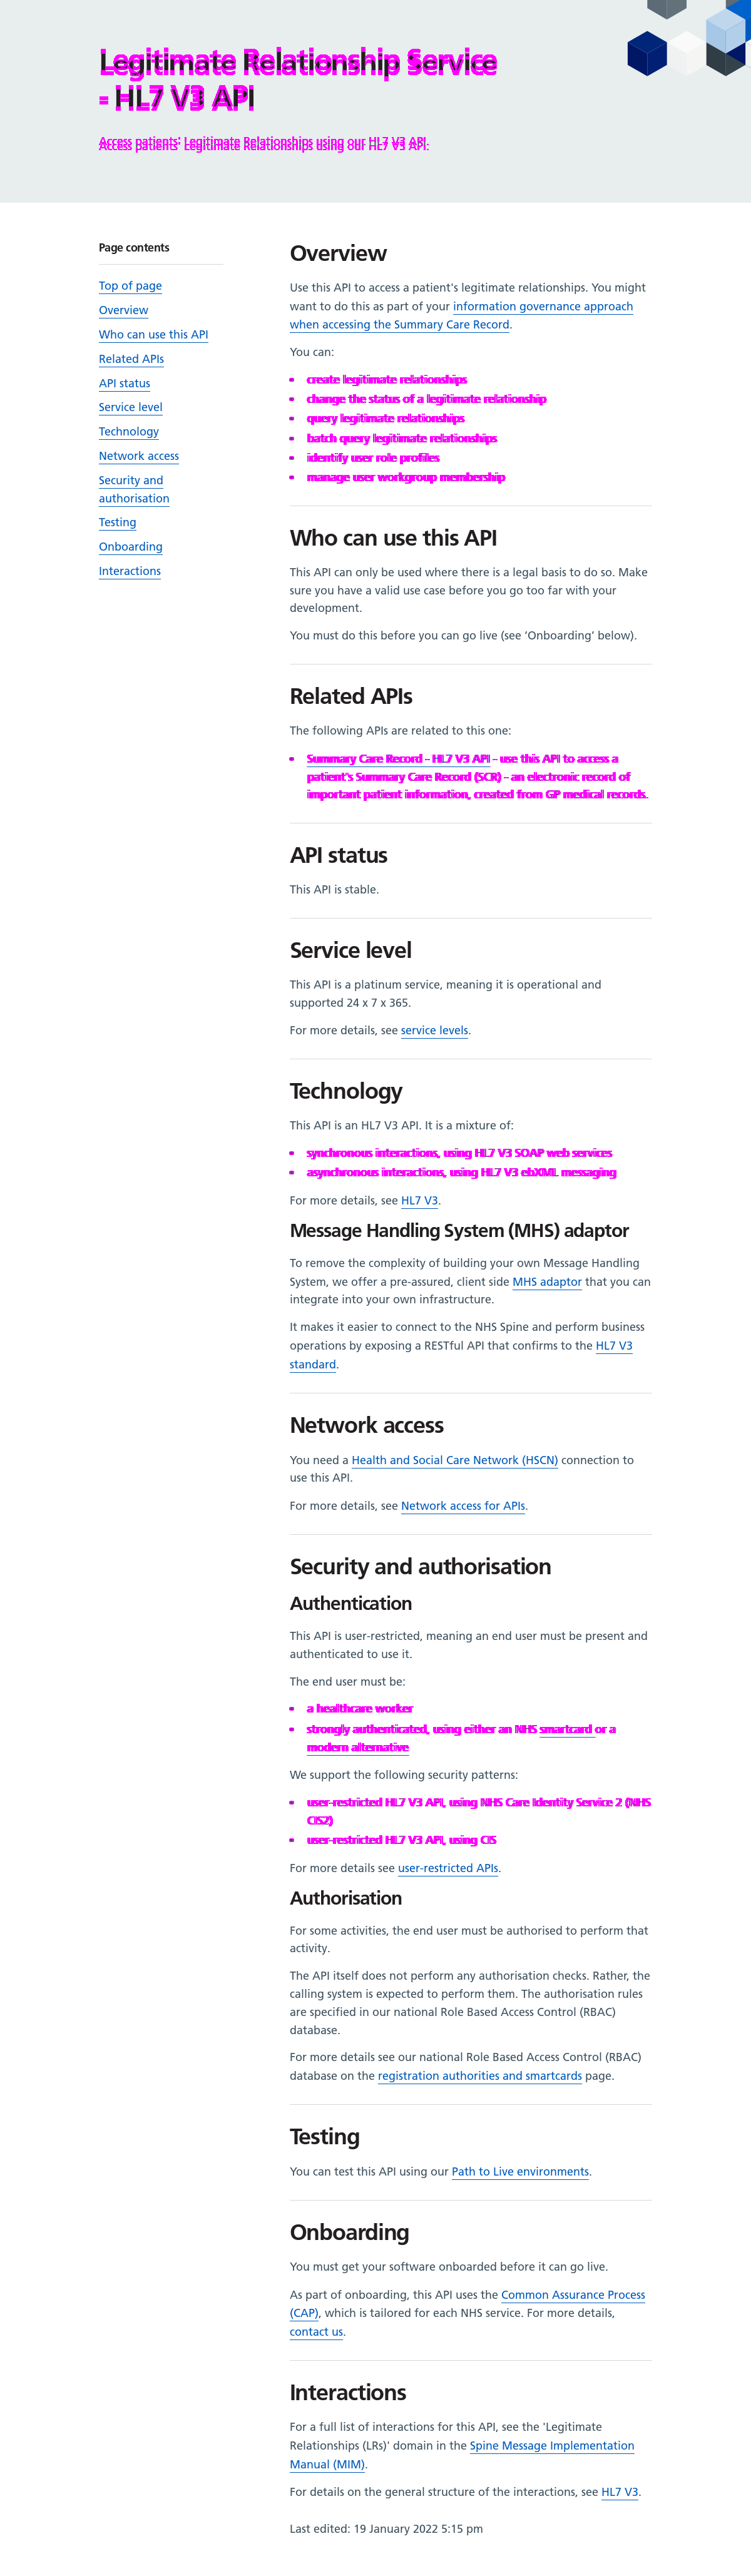 Legitimate Relationship Service
- HL7 V3 API
Access patients' Legitimate Relationships using our HL7 V3 API.
Page contents
Top of page
Overview
Who can use this API
Related APIs
API status
Service level
Technology
Network access
Security and
authorisation
Testing
Onboarding
Interactions
Overview
Use this API to access a patient's legitimate relationships. You might
want to do this as part of your information governance approach
when accessing the Summary Care Record.
You can:
• create legitimate relationships
• change the status of a legitimate relationship
• query legitimate relationships
• batch query legitimate relationships
• identify user role profiles
• manage user workgroup membership
Who can use this API
This API can only be used where there is a legal basis to do so. Make
sure you have a valid use case before you go too far with your
development.
You must do this before you can go live (see ‘Onboarding’ below).
Related APIs
The following APIs are related to this one:
• Summary Care Record - HL7 V3 API - use this API to access a
patient's Summary Care Record (SCR) - an electronic record of
important patient information, created from GP medical records.
API status
This API is stable.
Service level
This API is a platinum service, meaning it is operational and
supported 24 x 7 x 365.
For more details, see service levels.
Technology
This API is an HL7 V3 API. It is a mixture of:
• synchronous interactions, using HL7 V3 SOAP web services
• asynchronous interactions, using HL7 V3 ebXML messaging
For more details, see HL7 V3.
Message Handling System (MHS) adaptor
To remove the complexity of building your own Message Handling
System, we offer a pre-assured, client side MHS adaptor that you can
integrate into your own infrastructure.
It makes it easier to connect to the NHS Spine and perform business
operations by exposing a RESTful API that confirms to the HL7 V3
standard.
Network access
You need a Health and Social Care Network (HSCN) connection to
use this API.
For more details, see Network access for APIs.
Security and authorisation
Authentication
This API is user-restricted, meaning an end user must be present and
authenticated to use it.
The end user must be:
• a healthcare worker
• strongly authenticated, using either an NHS smartcard or a
modern alternative
We support the following security patterns:
• user-restricted HL7 V3 API, using NHS Care Identity Service 2 (NHS
CIS2)
• user-restricted HL7 V3 API, using CIS
For more details see user-restricted APIs.
Authorisation
For some activities, the end user must be authorised to perform that
activity.
The API itself does not perform any authorisation checks. Rather, the
calling system is expected to perform them. The authorisation rules
are specified in our national Role Based Access Control (RBAC)
database.
For more details see our national Role Based Access Control (RBAC)
database on the registration authorities and smartcards page.
Testing
You can test this API using our Path to Live environments.
Onboarding
You must get your software onboarded before it can go live.
As part of onboarding, this API uses the Common Assurance Process
(CAP), which is tailored for each NHS service. For more details,
contact us.
Interactions
For a full list of interactions for this API, see the 'Legitimate
Relationships (LRs)' domain in the Spine Message Implementation
Manual (MIM).
For details on the general structure of the interactions, see HL7 V3.
Last edited: 19 January 2022 5:15 pm